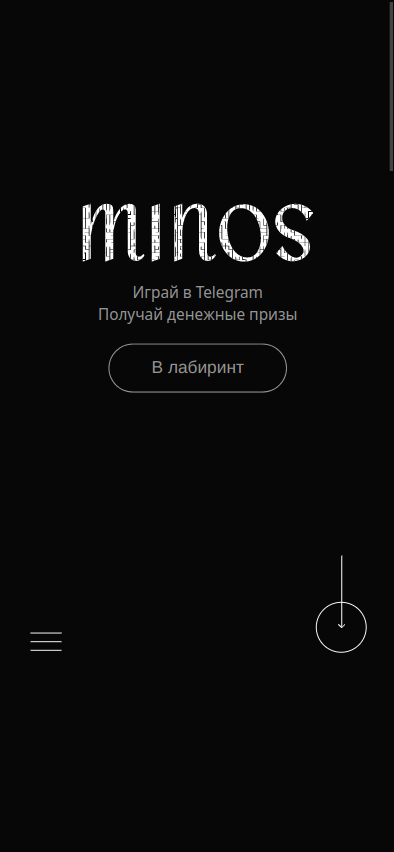 minos
Играй в Telegram
Получай денежные призы
В лабиринт